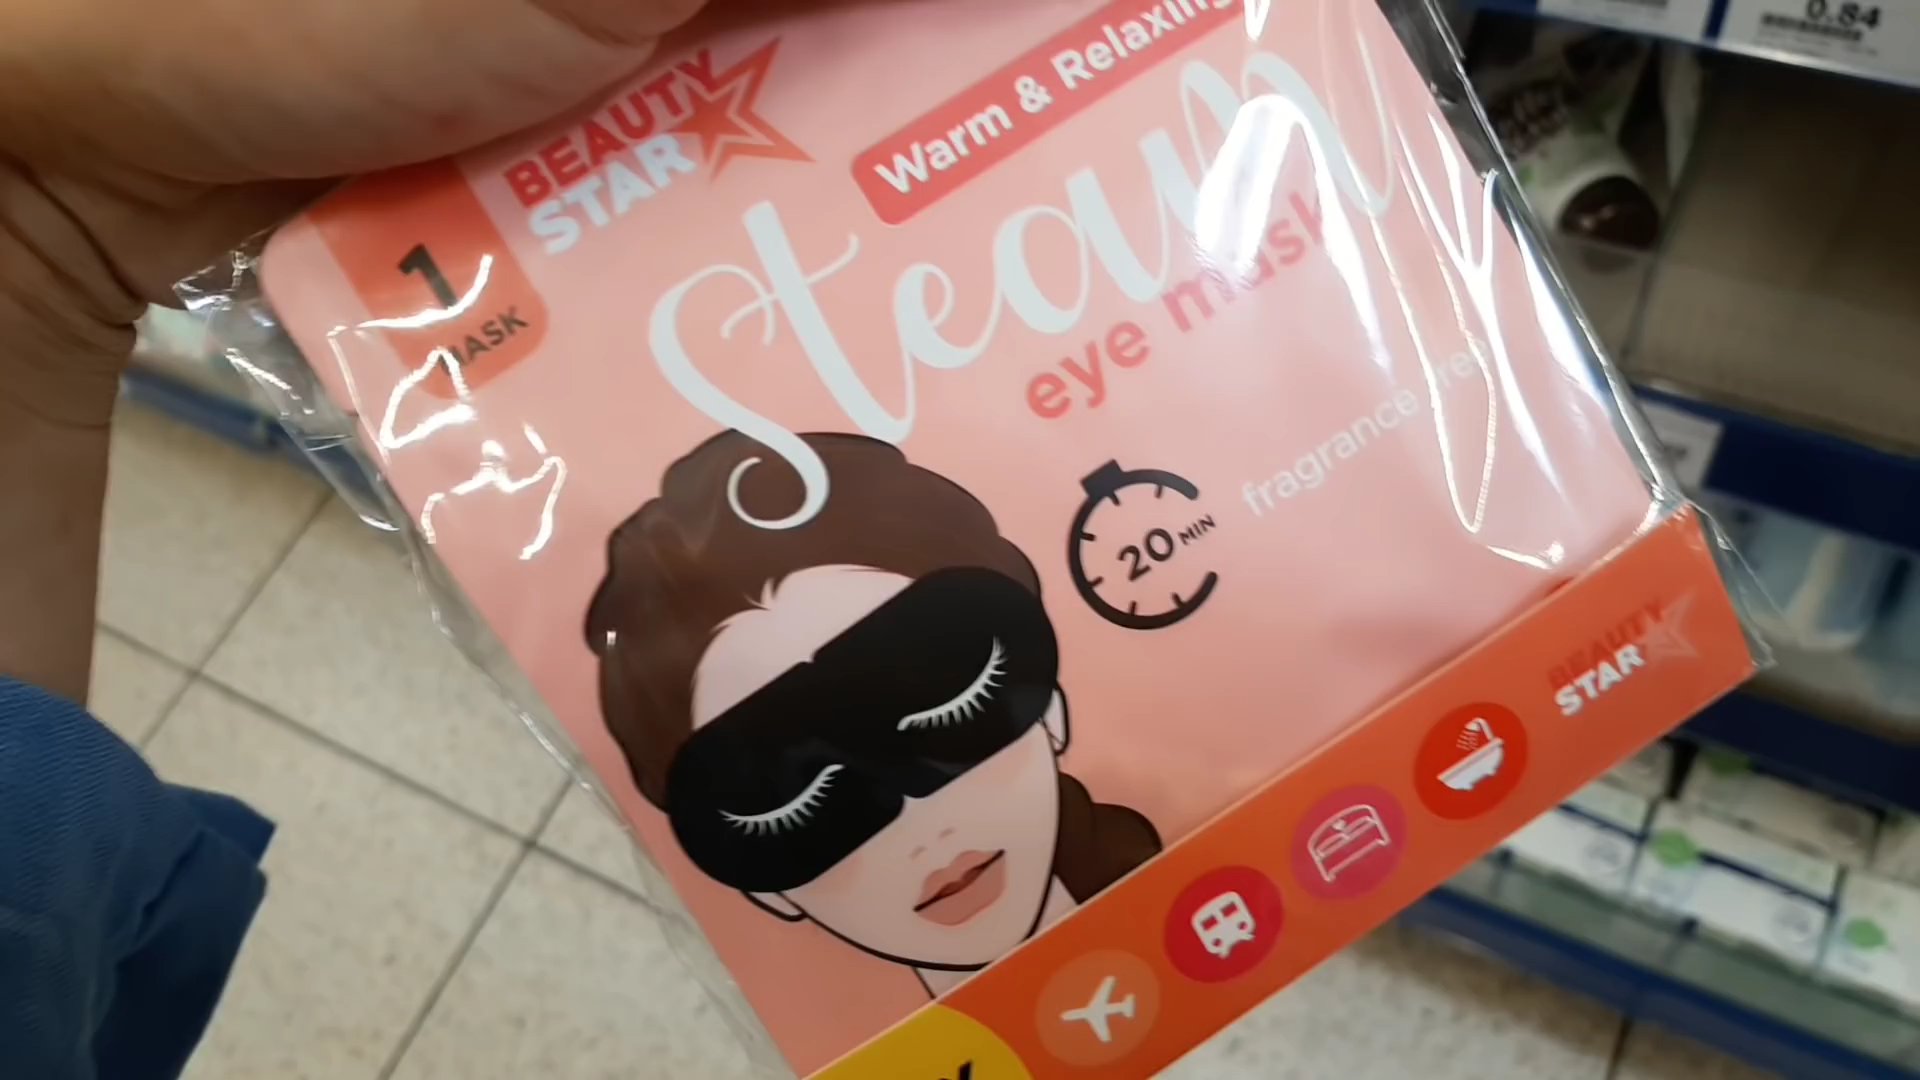 0.84
BEAUTY
STAR
Warm & Relaxing
Steam
eye mask
1
MASK
fragrance free
20 MIN
BEAUTY
STAR